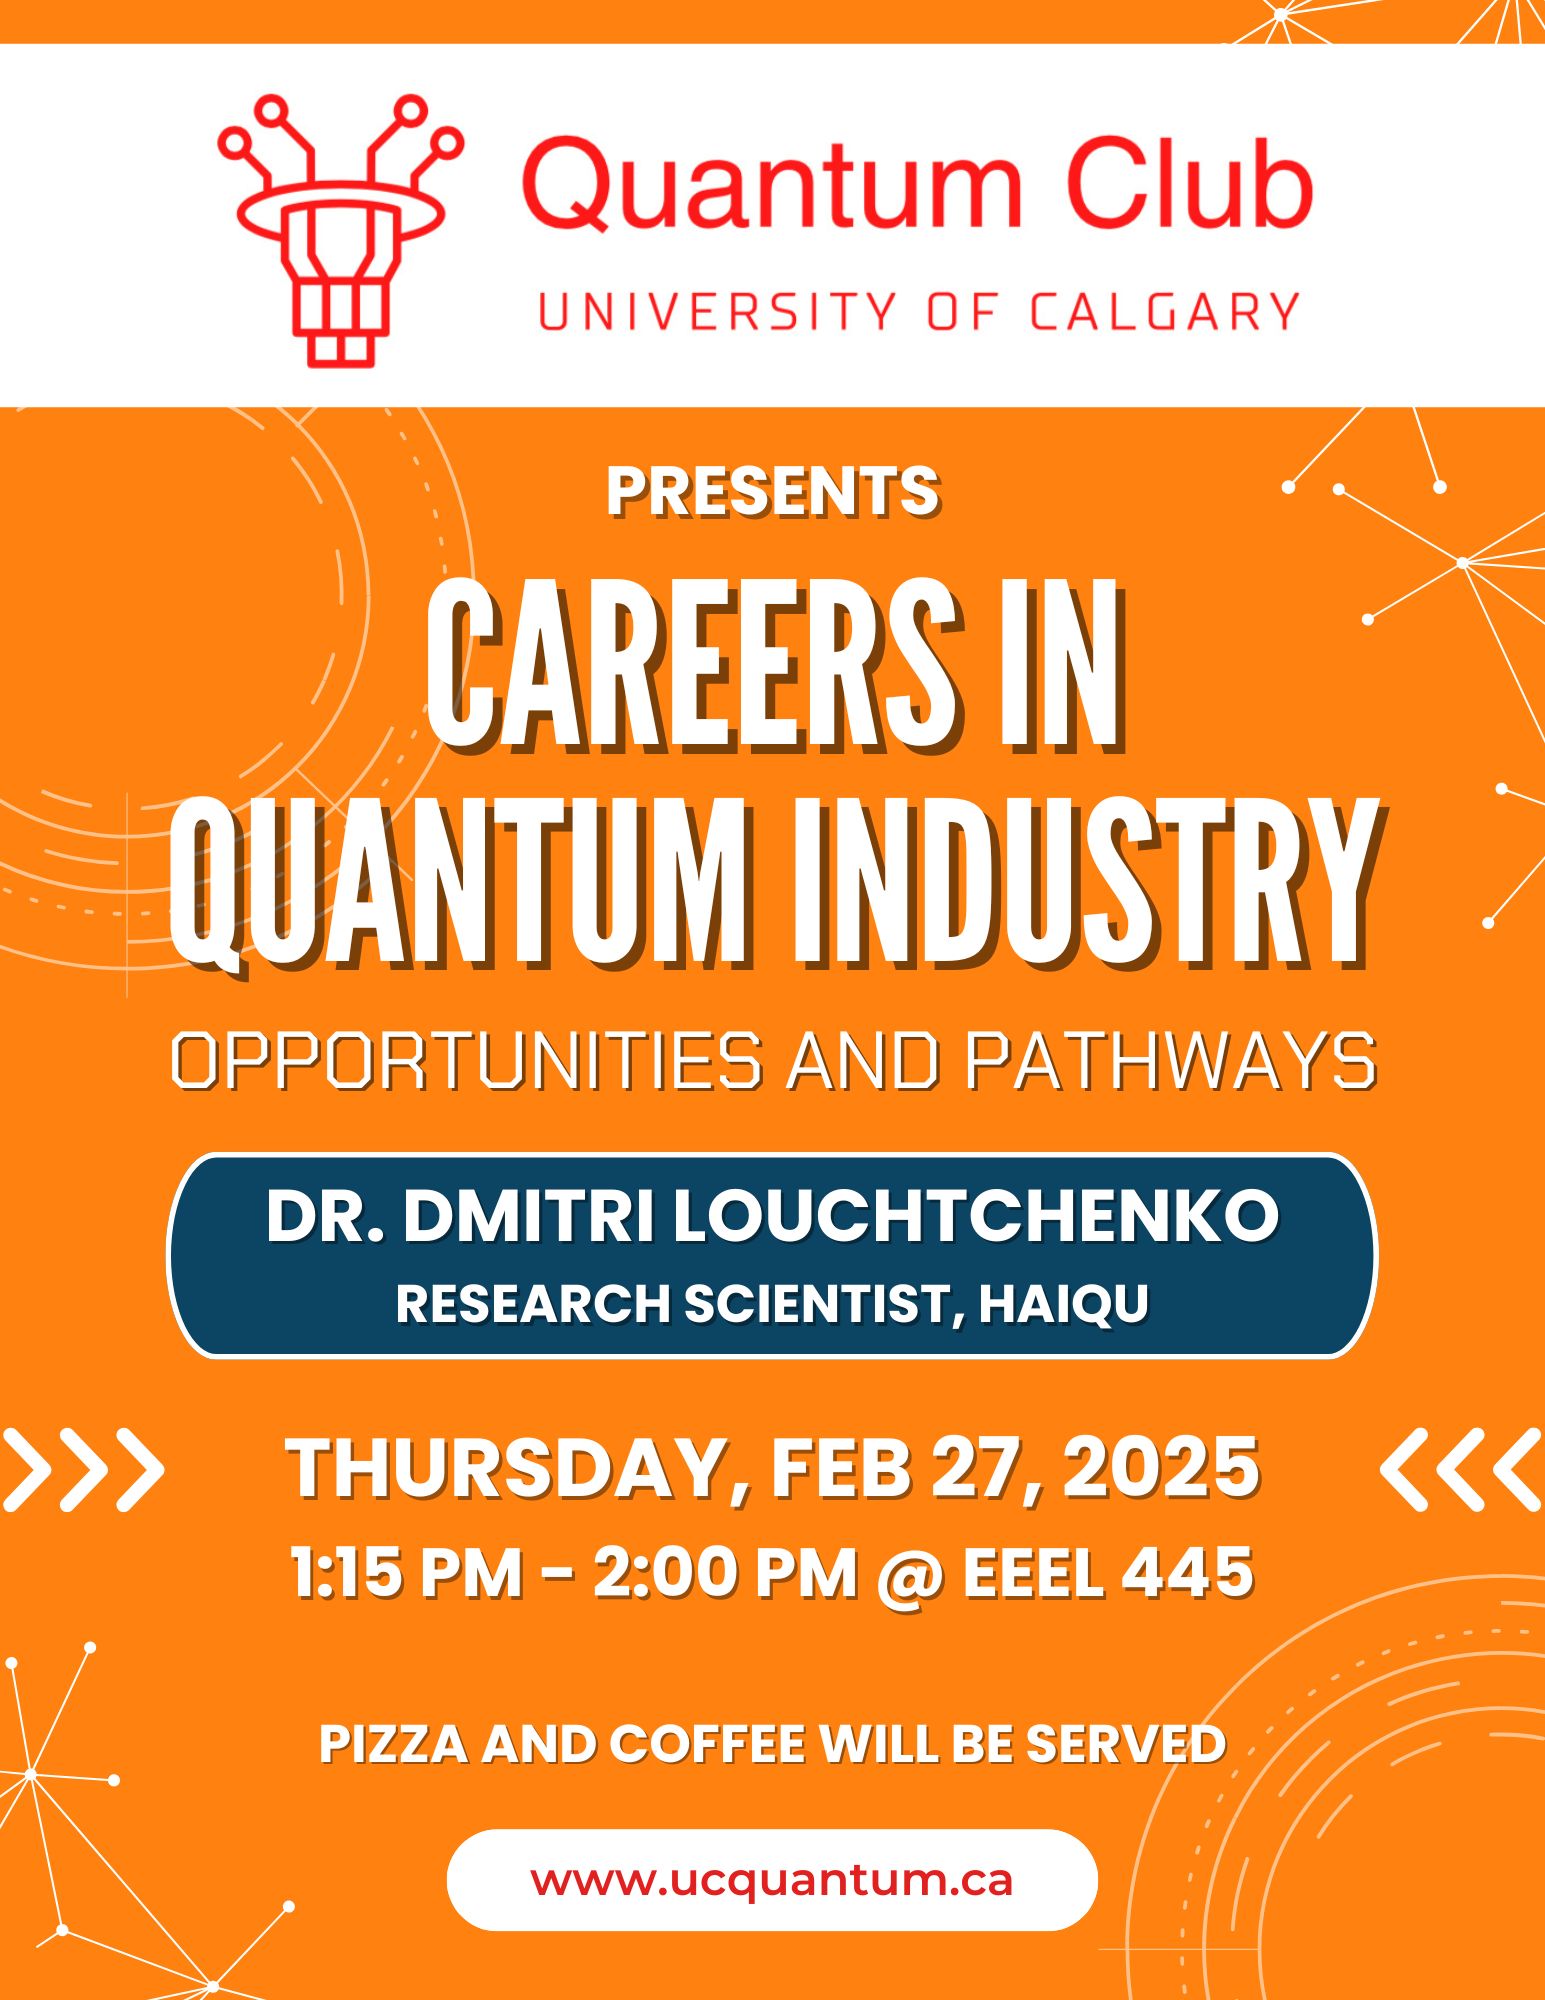 Quantum Club
UNIVERSITY OF CALGARY
PRESENTS
CAREERS IN
QUANTUM INDUSTRY
OPPORTUNITIES AND PATHWAYS
DR. DMITRI LOUCHTCHENKO
RESEARCH SCIENTIST, HAIQU
THURSDAY, FEB 27, 2025
1:15 PM - 2:00 PM @ EEEL 445
PIZZA AND COFFEE WILL BE SERVED
www.ucquantum.ca